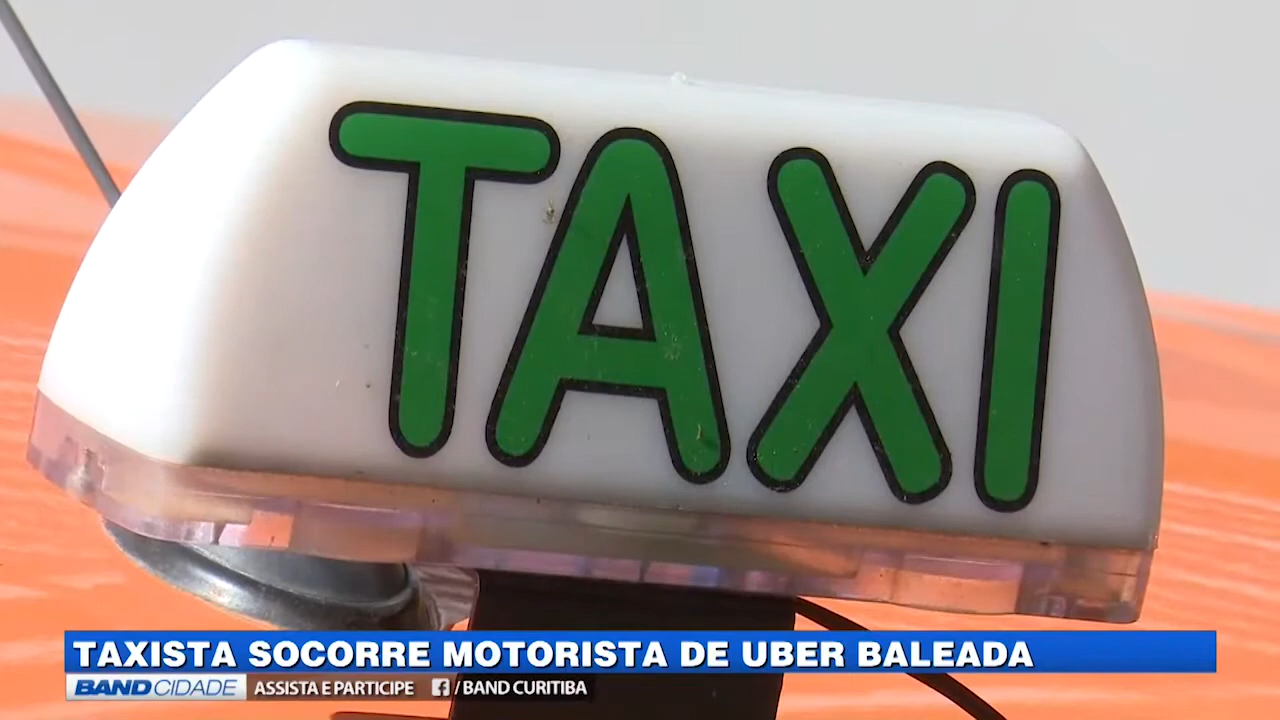 TAXI
TAXISTA SOCORRE MOTORISTA DE UBER BALEADA
BAND CIDADE ASSISTA E PARTICIPE f / BAND CURITIBA